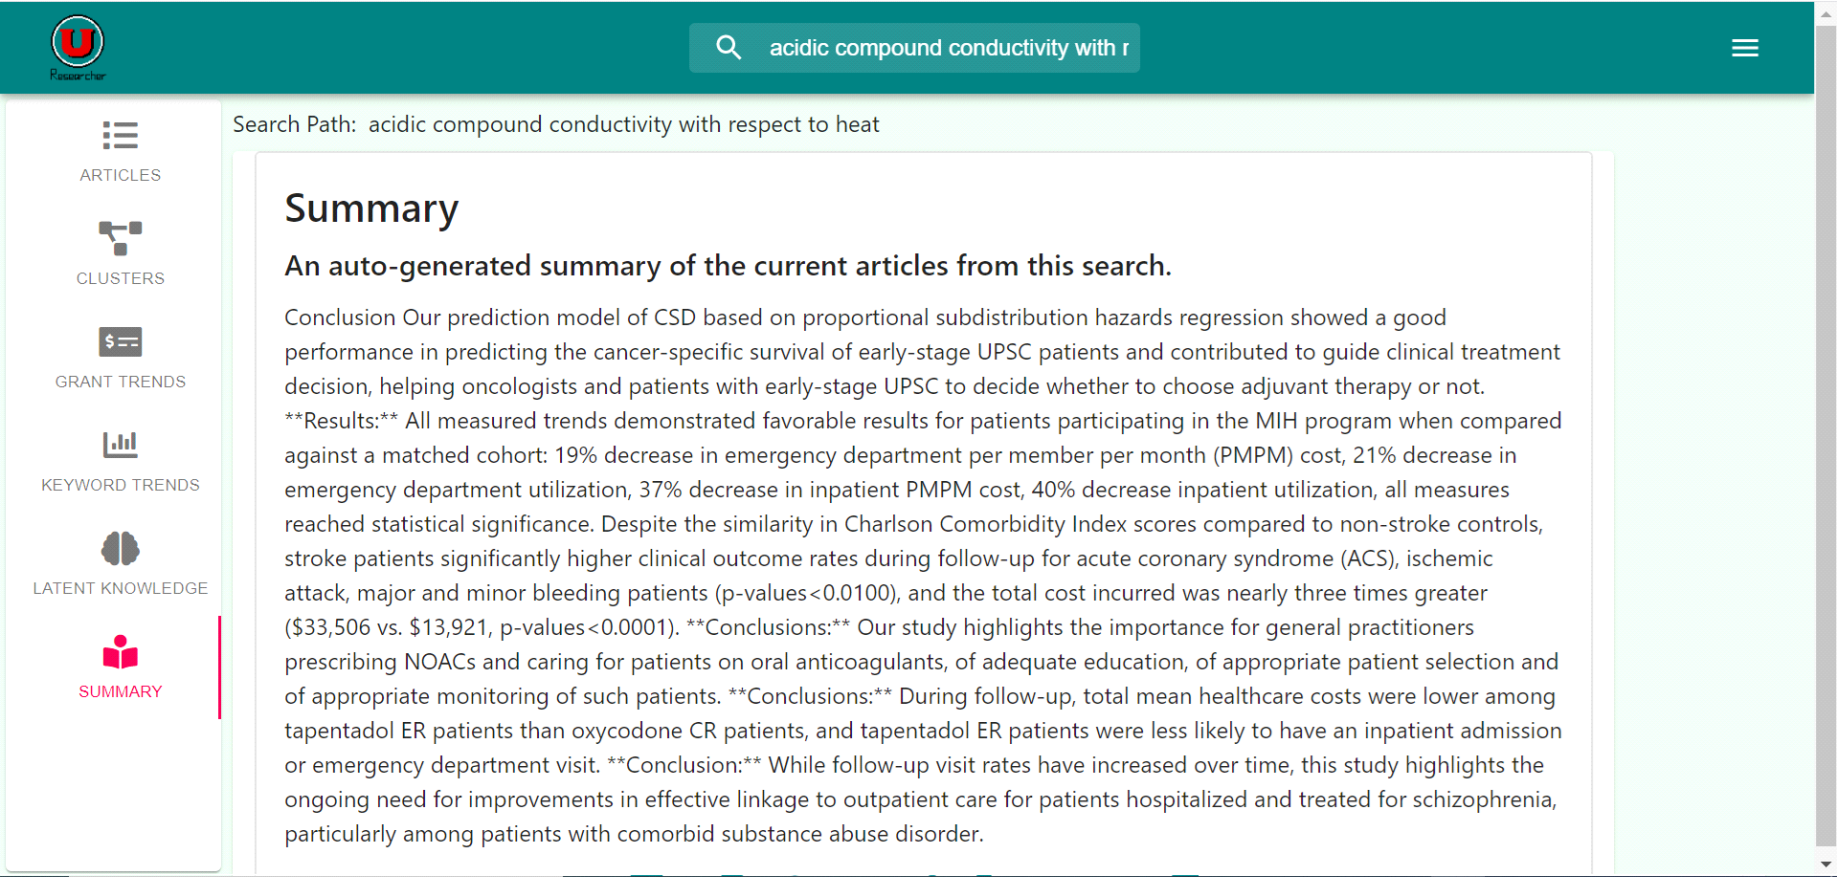 U
Researcher
acidic compound conductivity with r
Search Path: acidic compound conductivity with respect to heat
ARTICLES
CLUSTERS
GRANT TRENDS
KEYWORD TRENDS
LATENT KNOWLEDGE
SUMMARY
Summary
An auto-generated summary of the current articles from this search.
Conclusion Our prediction model of CSD based on proportional subdistribution hazards regression showed a good
performance in predicting the cancer-specific survival of early-stage UPSC patients and contributed to guide clinical treatment
decision, helping oncologists and patients with early-stage UPSC to decide whether to choose adjuvant therapy or not.
**Results:** All measured trends demonstrated favorable results for patients participating in the MIH program when compared
against a matched cohort: 19% decrease in emergency department per member per month (PMPM) cost, 21% decrease in
emergency department utilization, 37% decrease in inpatient PMPM cost, 40% decrease inpatient utilization, all measures
reached statistical significance. Despite the similarity in Charlson Comorbidity Index scores compared to non-stroke controls,
stroke patients significantly higher clinical outcome rates during follow-up for acute coronary syndrome (ACS), ischemic
attack, major and minor bleeding patients (p-values<0.0100), and the total cost incurred was nearly three times greater
($33,506 vs. $13,921, p-values<0.0001). **Conclusions:** Our study highlights the importance for general practitioners
prescribing NOACs and caring for patients on oral anticoagulants, of adequate education, of appropriate patient selection and
of appropriate monitoring of such patients. **Conclusions:** During follow-up, total mean healthcare costs were lower among
tapentadol ER patients than oxycodone CR patients, and tapentadol ER patients were less likely to have an inpatient admission
or emergency department visit. **Conclusion:** While follow-up visit rates have increased over time, this study highlights the
ongoing need for improvements in effective linkage to outpatient care for patients hospitalized and treated for schizophrenia,
particularly among patients with comorbid substance abuse disorder.